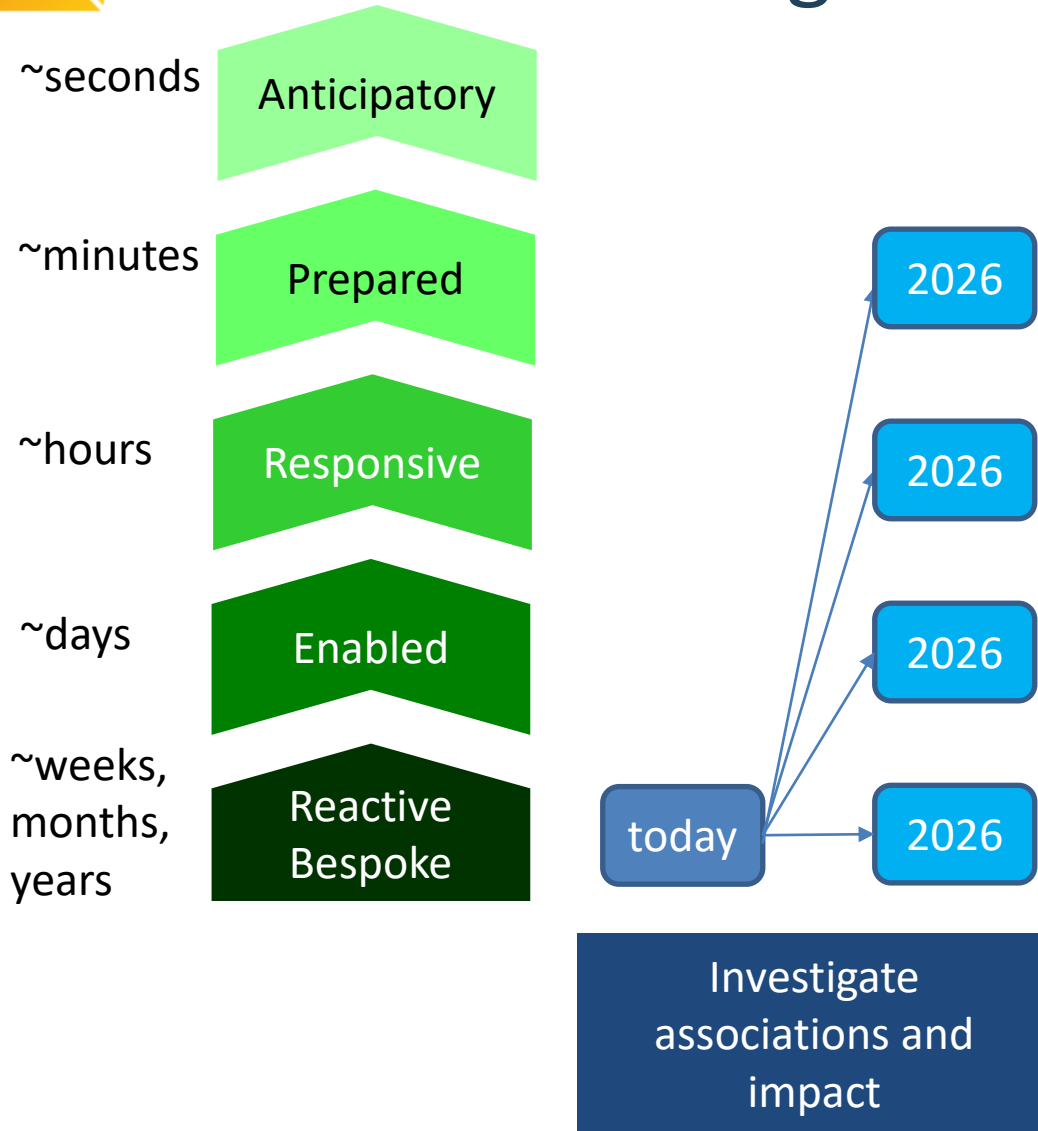 ~seconds
Anticipatory
~minutes
Prepared
2026
~hours
Responsive
2026
~days
Enabled
2026
~weeks,
months,
years
Reactive
Bespoke
today
2026
Investigate
associations and
impact